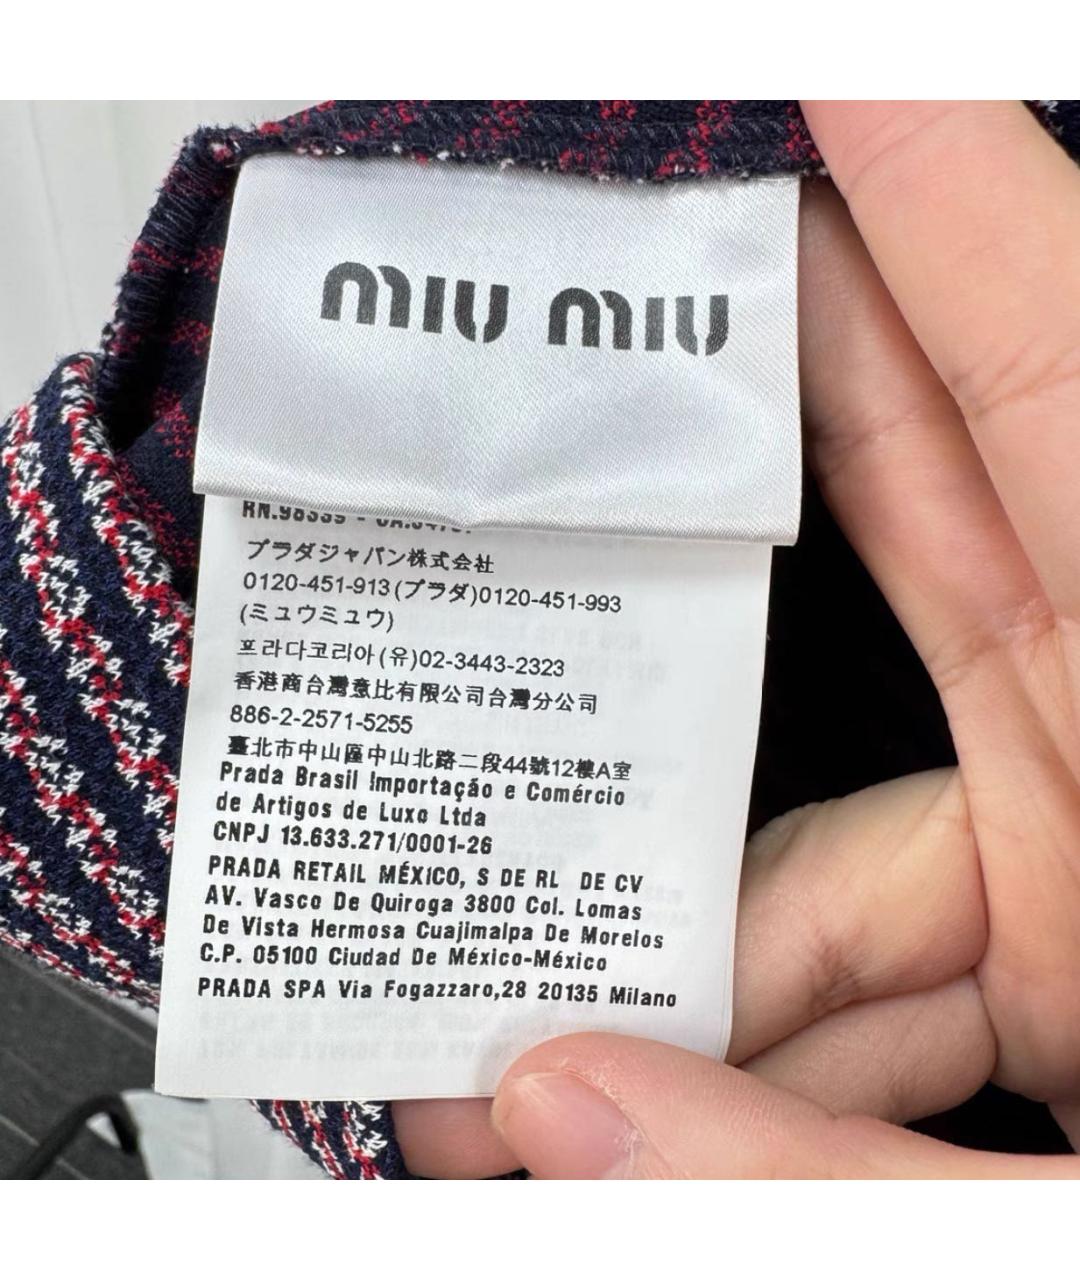 miu miu
RN.98339 - CA.
プラダジャパン株式会社
0120-451-913(プラダ)0120-451-993
(ミュウミュウ)
프라다코리아(유)02-3443-2323
香港商台灣意比有限公司台灣分公司
886-2-2571-5255
臺北市中山區中山北路二段44號12樓A室
Prada Brasil Importação e Comércio
de Artigos de Luxo Ltda
CNPJ 13.633.271/0001-26
PRADA RETAIL MÉXICO, S DE RL DE CV
AV. Vasco De Quiroga 3800 Col. Lomas
De Vista Hermosa Cuajimalpa De Morelos
C.P. 05100 Ciudad De México-México
PRADA SPA Via Fogazzaro,28 20135 Milano